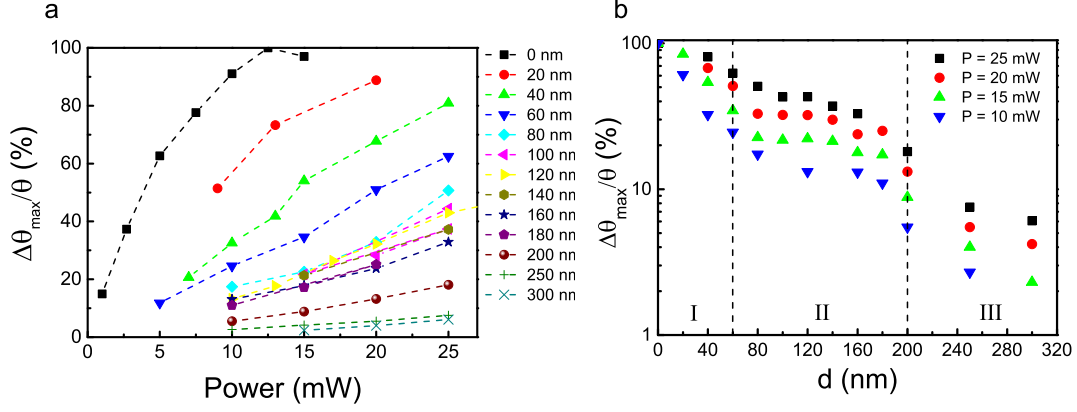 a
Δθmax/θ (%)
100
80
60
40
20
0
0
5
10
15
20
25
Power (mW)
0 nm
20 nm
40 nm
60 nm
80 nm
100 nm
120 nm
140 nm
160 nm
180 nm
200 nm
250 nm
300 nm
b
Δθmax/θ (%)
100
10
1
P = 25 mW
P = 20 mW
P = 15 mW
P = 10 mW
I
II
III
0
40
80
120
160
200
240
280
320
d (nm)